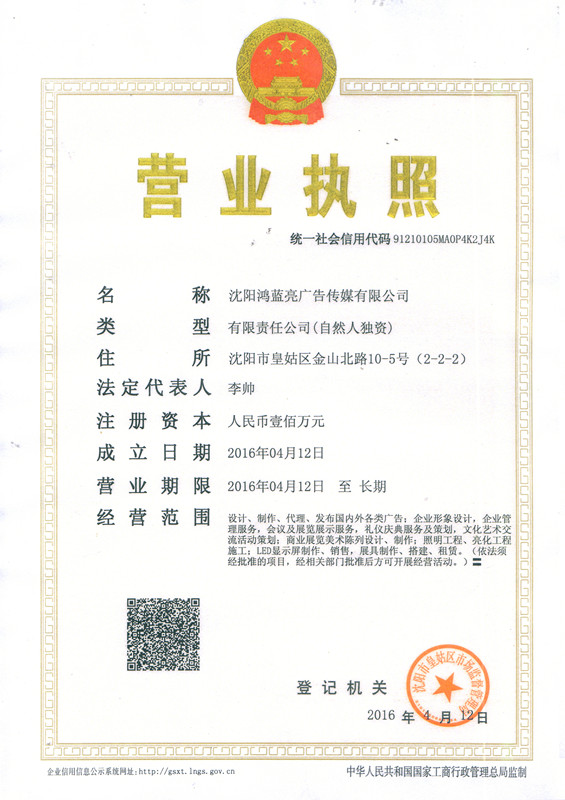 营业执照
统一社会信用代码 91210105MA0P4K2J4K
名称 沈阳鸿蓝亮广告传媒有限公司
类型 有限责任公司(自然人独资)
住所 沈阳市皇姑区金山北路10-5号（2-2-2）
法定代表人 李帅
注册资本 人民币壹佰万元
成立日期 2016年04月12日
营业期限 2016年04月12日 至 长期
经营范围 设计、制作、代理、发布国内外各类广告；企业形象设计，企业管
理服务，会议及展览展示服务，礼仪庆典服务及策划，文化艺术交
流活动策划；商业展览美术陈列设计、制作；照明工程、亮化工程
施工；LED显示屏制作、销售，展具制作、搭建、租赁。（依法须
经批准的项目，经相关部门批准后方可开展经营活动。）
沈阳市皇姑区市场监督管理局
登记机关
2016 年 4 月 12 日
企业信用信息公示系统网址:http://gsxt.lngs.gov.cn
中华人民共和国国家工商行政管理总局监制